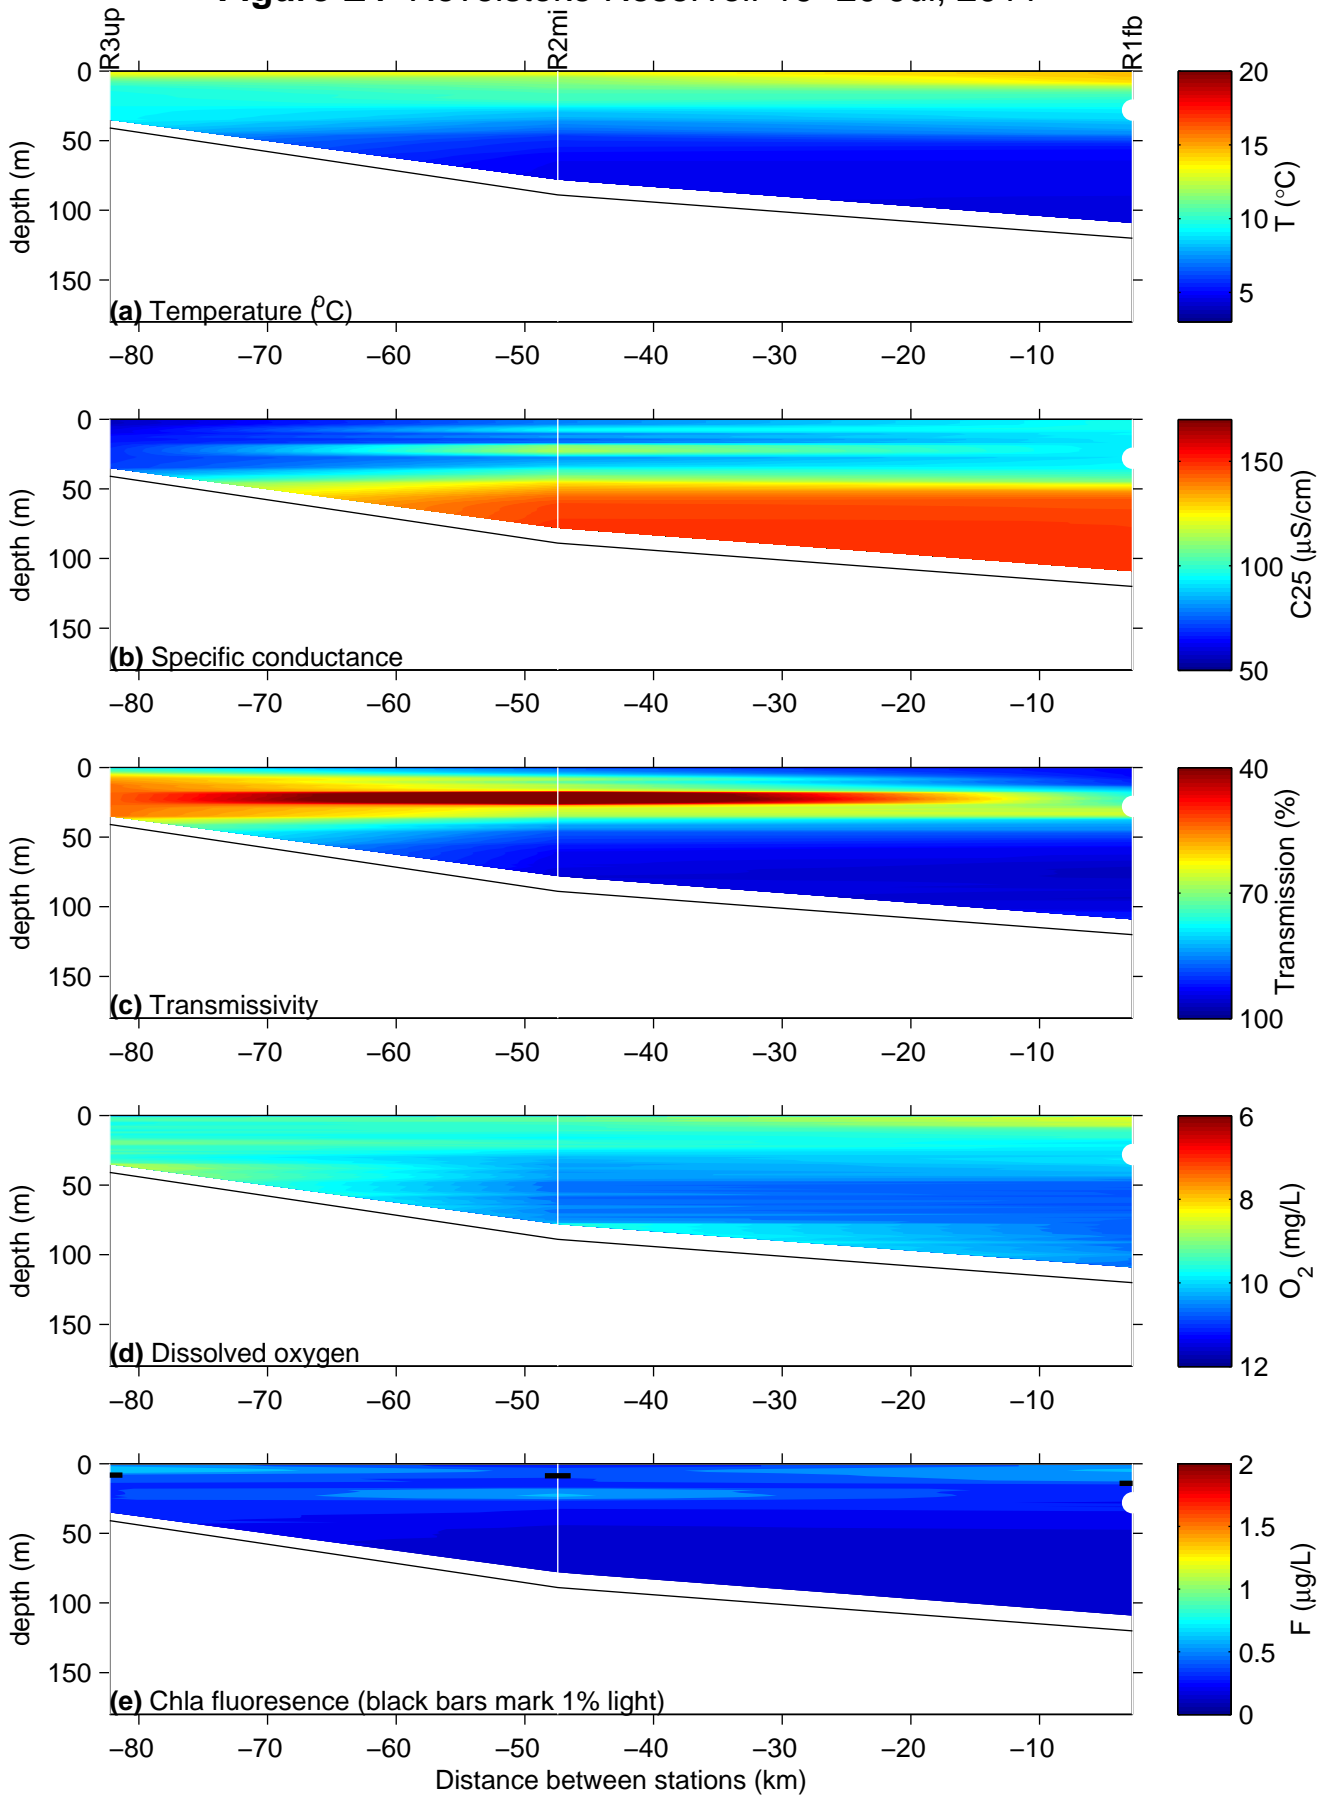 Revelstoke Reservoir
R3up
R2mi
R1fb
0
50
100
150
depth (m)
(a) Temperature (°C)
−80 −70 −60 −50 −40 −30 −20 −10
20
15
10
5
T (°C)
0
50
100
150
depth (m)
(b) Specific conductance
−80 −70 −60 −50 −40 −30 −20 −10
150
100
50
C25 (µS/cm)
0
50
100
150
depth (m)
(c) Transmissivity
−80 −70 −60 −50 −40 −30 −20 −10
40
70
100
Transmission (%)
0
50
100
150
depth (m)
(d) Dissolved oxygen
−80 −70 −60 −50 −40 −30 −20 −10
6
8
10
12
O2 (mg/L)
0
50
100
150
depth (m)
(e) Chla fluoresence (black bars mark 1% light)
−80 −70 −60 −50 −40 −30 −20 −10
2
1.5
1
0.5
0
F (µg/L)
Distance between stations (km)